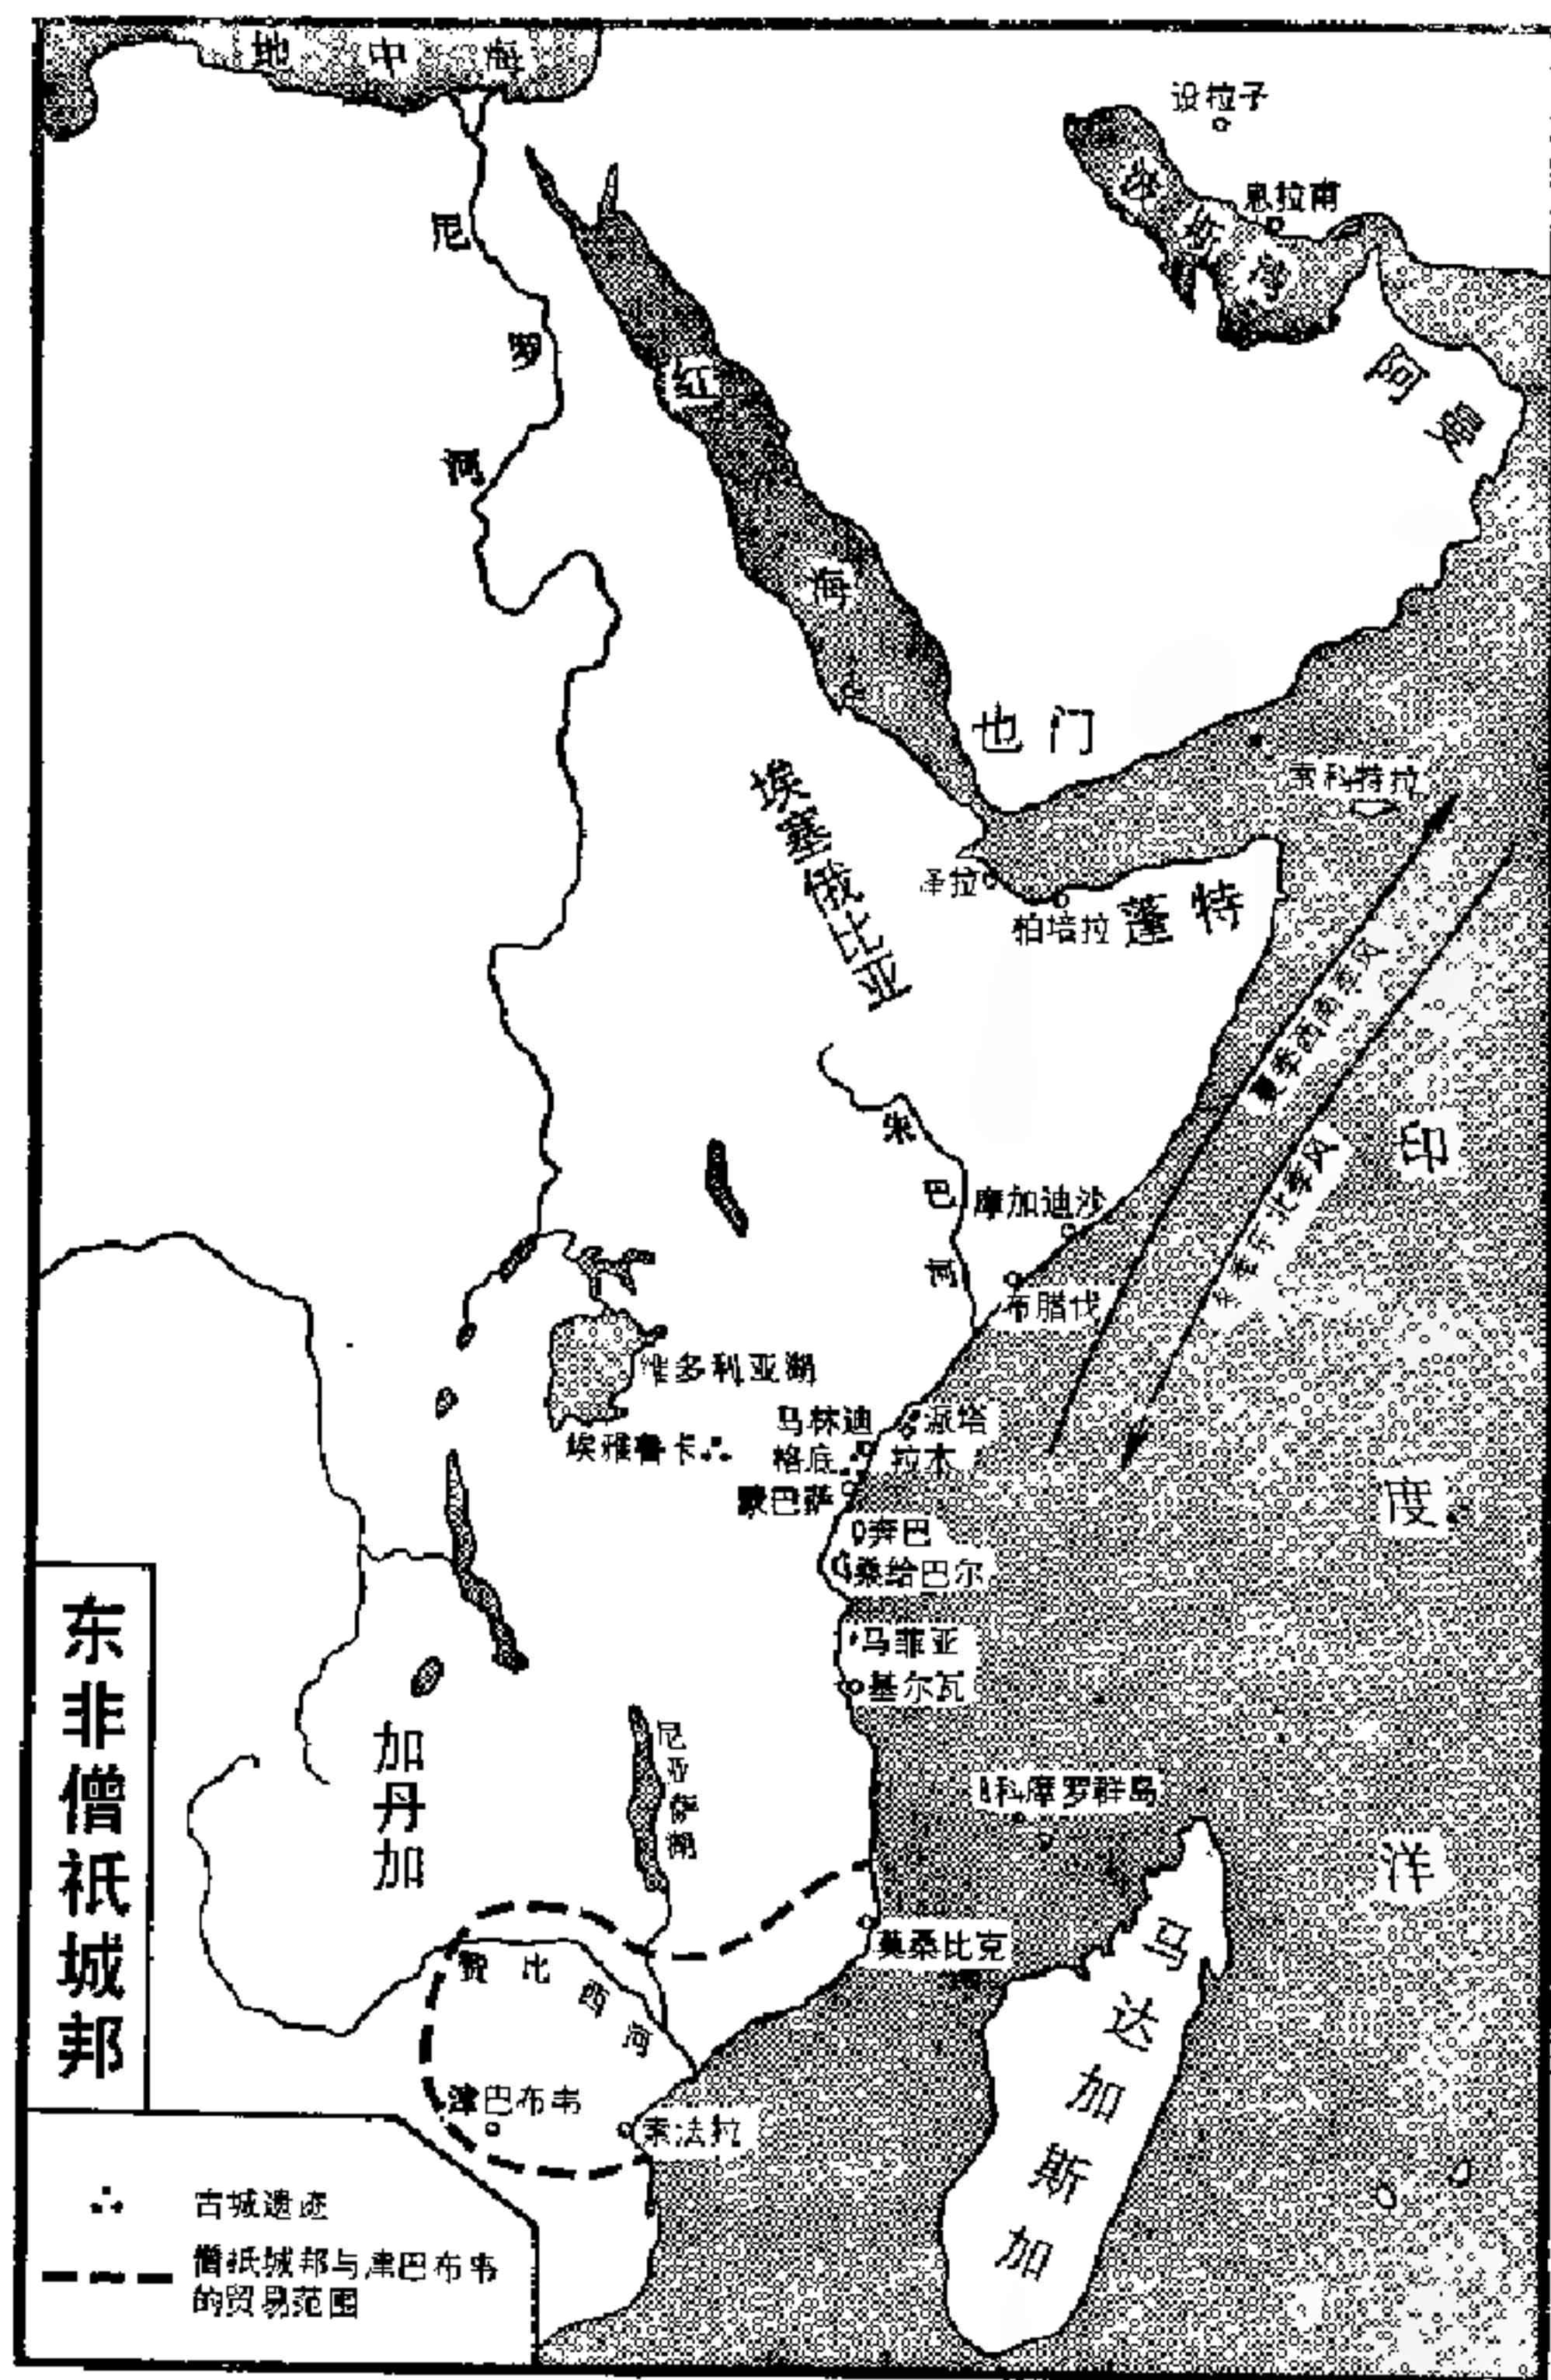 地中海
设拉子
波斯湾
息拉南
尼罗河
红海
阿曼
也门
索科特拉
埃塞俄比亚
泽拉
柏培拉
蓬特
夏季西南季风
冬季东北季风
朱巴河
摩加迪沙
布腊伐
印度洋
维多利亚湖
埃雅鲁卡
马林迪
派塔
格底
拉木
蒙巴萨
奔巴
桑给巴尔
马菲亚
基尔瓦
加丹加
尼亚萨湖
科摩罗群岛
莫桑比克
赞比西河
马达加斯加
津巴布韦
索法拉
东非僧祇城邦
古城遗迹
僧祇城邦与津巴布韦
的贸易范围